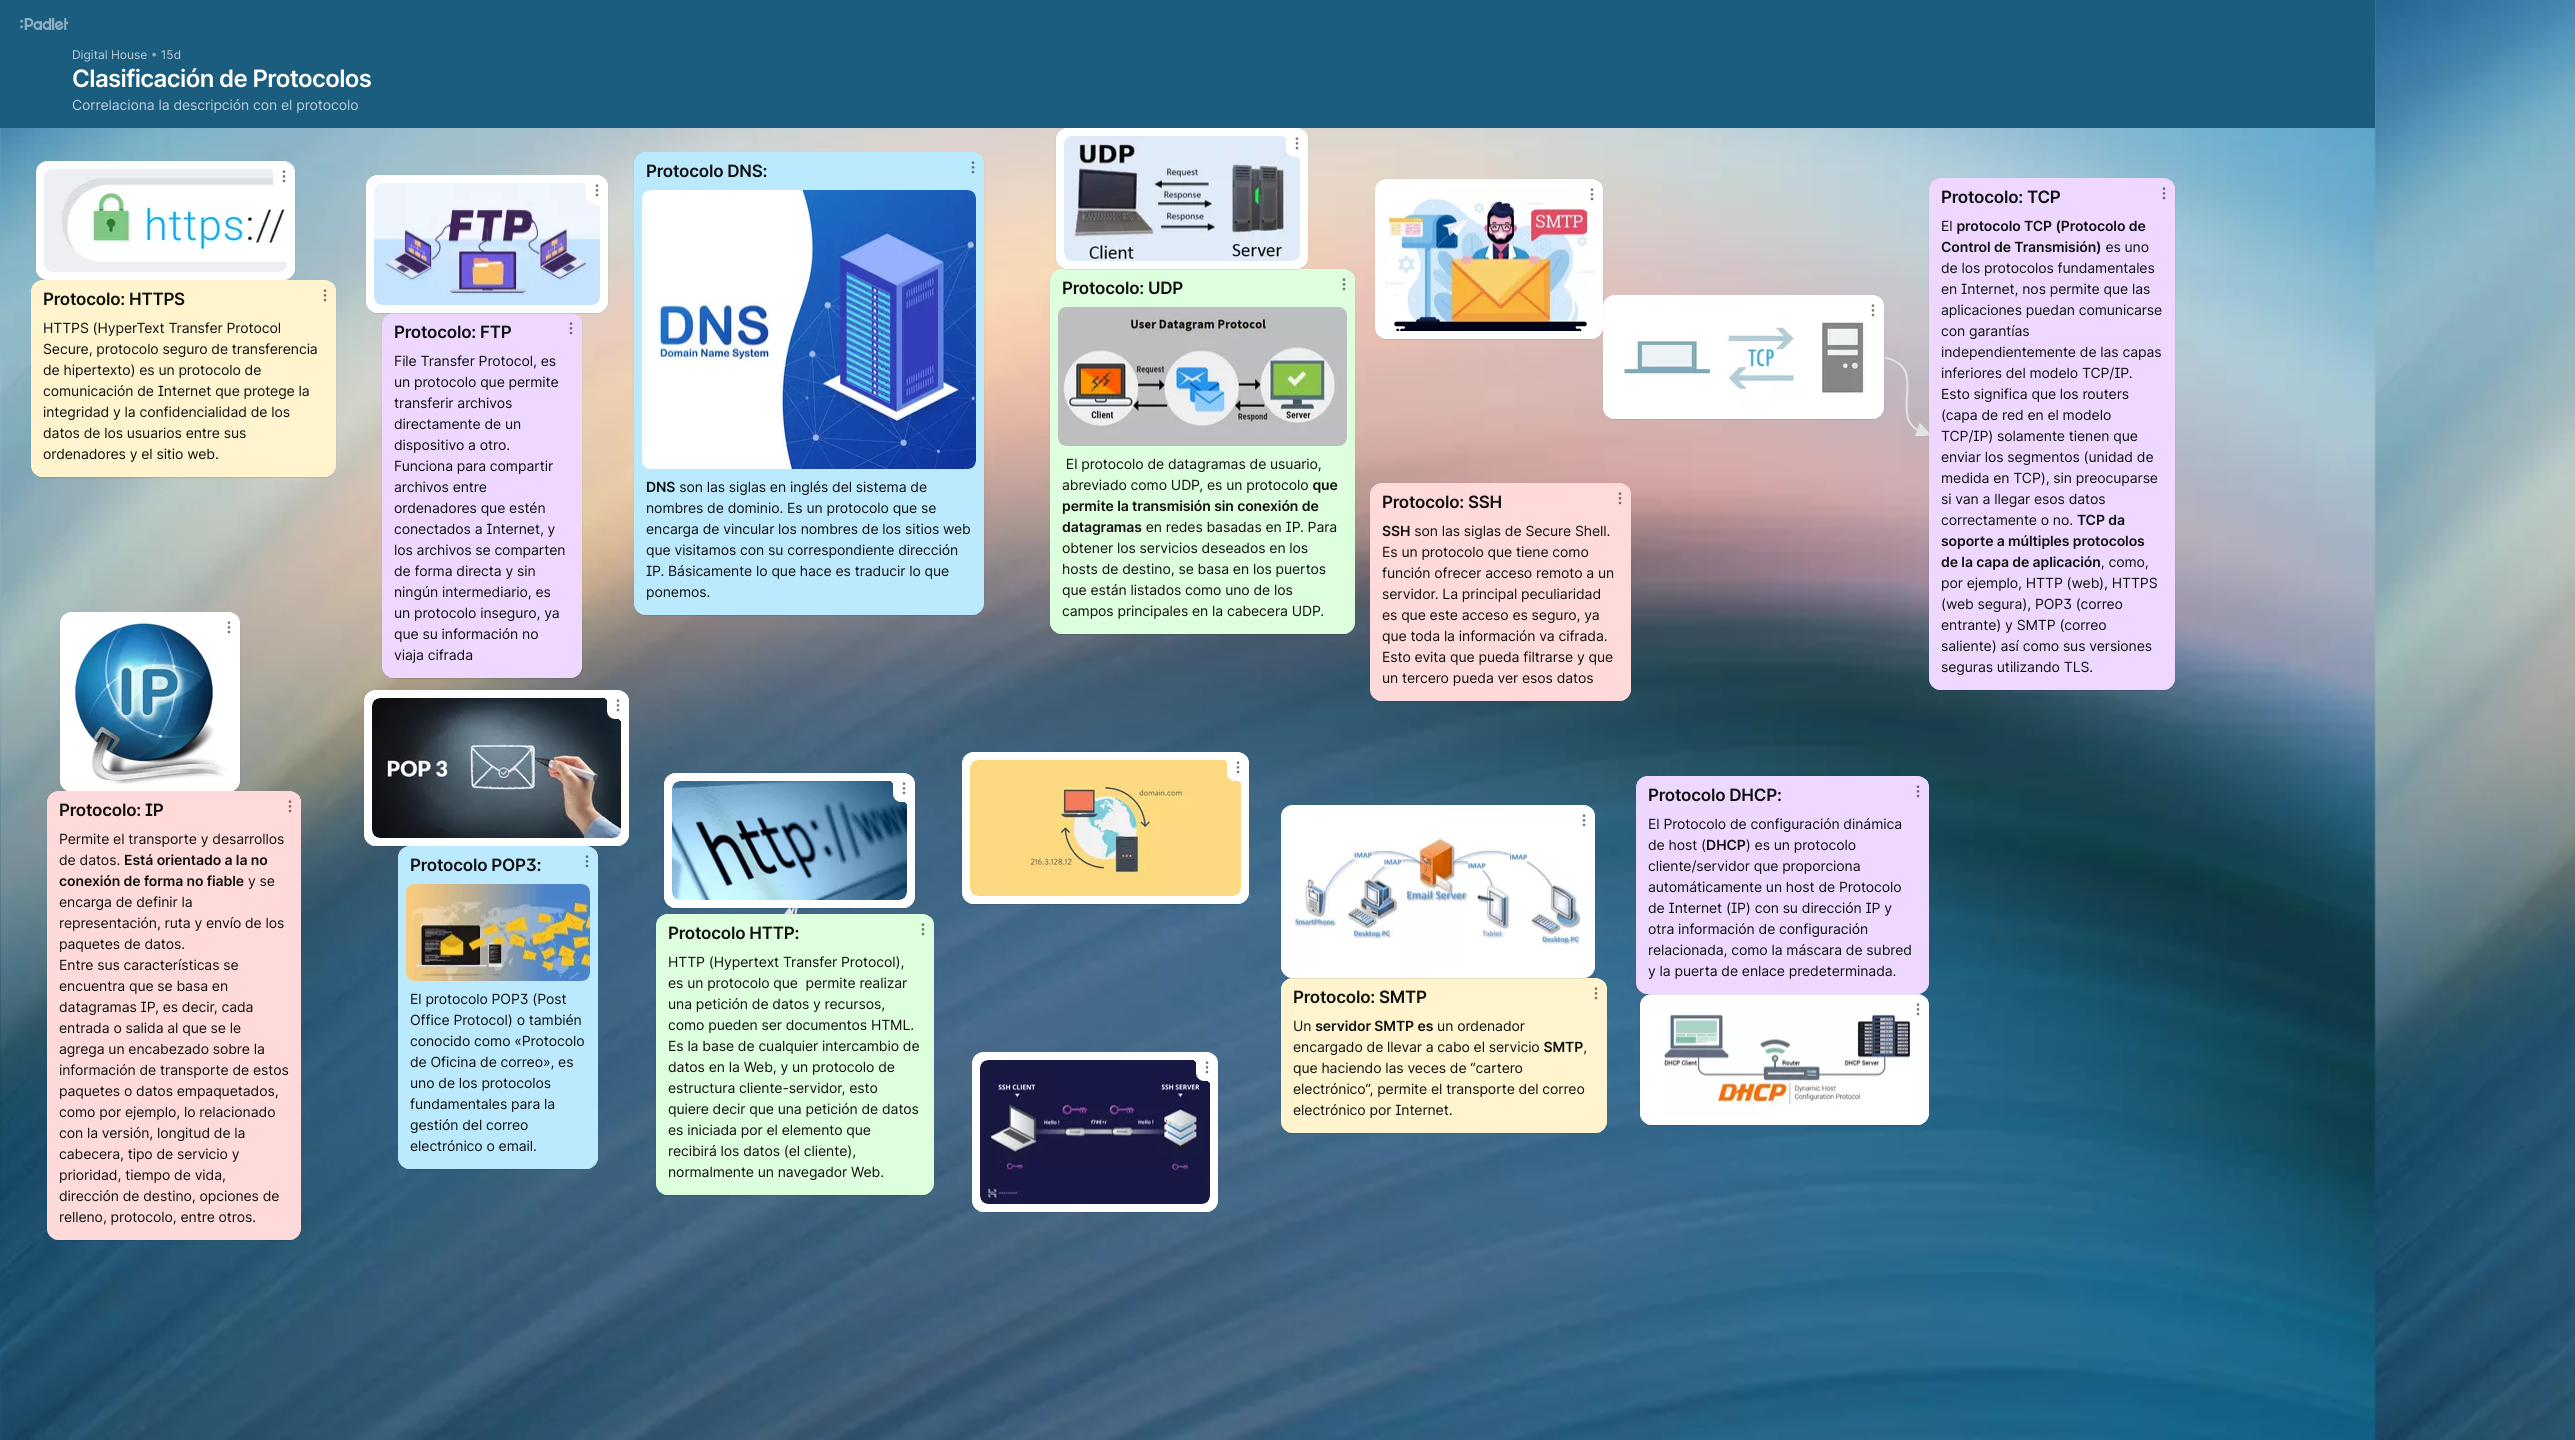 :Padlet
Digital House • 15d
Clasificación de Protocolos
Correlaciona la descripción con el protocolo
https://
Protocolo: HTTPS
HTTPS (HyperText Transfer Protocol
Secure, protocolo seguro de transferencia
de hipertexto) es un protocolo de
comunicación de Internet que protege la
integridad y la confidencialidad de los
datos de los usuarios entre sus
ordenadores y el sitio web.
FTP
Protocolo: FTP
File Transfer Protocol, es
un protocolo que permite
transferir archivos
directamente de un
dispositivo a otro.
Funciona para compartir
archivos entre
ordenadores que estén
conectados a Internet, y
los archivos se comparten
de forma directa y sin
ningún intermediario, es
un protocolo inseguro, ya
que su información no
viaja cifrada
Protocolo DNS:
DNS
Domain Name System
DNS son las siglas en inglés del sistema de
nombres de dominio. Es un protocolo que se
encarga de vincular los nombres de los sitios web
que visitamos con su correspondiente dirección
IP. Básicamente lo que hace es traducir lo que
ponemos.
UDP
Request
Response
Response
Client
Server
Protocolo: UDP
User Datagram Protocol
Request
Client
Respond
Server
El protocolo de datagramas de usuario,
abreviado como UDP, es un protocolo que
permite la transmisión sin conexión de
datagramas en redes basadas en IP. Para
obtener los servicios deseados en los
hosts de destino, se basa en los puertos
que están listados como uno de los
campos principales en la cabecera UDP.
SMTP
TCP
Protocolo: SSH
SSH son las siglas de Secure Shell.
Es un protocolo que tiene como
función ofrecer acceso remoto a un
servidor. La principal peculiaridad
es que este acceso es seguro, ya
que toda la información va cifrada.
Esto evita que pueda filtrarse y que
un tercero pueda ver esos datos
Protocolo: TCP
El protocolo TCP (Protocolo de
Control de Transmisión) es uno
de los protocolos fundamentales
en Internet, nos permite que las
aplicaciones puedan comunicarse
con garantías
independientemente de las capas
inferiores del modelo TCP/IP.
Esto significa que los routers
(capa de red en el modelo
TCP/IP) solamente tienen que
enviar los segmentos (unidad de
medida en TCP), sin preocuparse
si van a llegar esos datos
correctamente o no. TCP da
soporte a múltiples protocolos
de la capa de aplicación, como,
por ejemplo, HTTP (web), HTTPS
(web segura), POP3 (correo
entrante) y SMTP (correo
saliente) así como sus versiones
seguras utilizando TLS.
IP
Protocolo: IP
Permite el transporte y desarrollos
de datos. Está orientado a la no
conexión de forma no fiable y se
encarga de definir la
representación, ruta y envío de los
paquetes de datos.
Entre sus características se
encuentra que se basa en
datagramas IP, es decir, cada
entrada o salida al que se le
agrega un encabezado sobre la
información de transporte de estos
paquetes o datos empaquetados,
como por ejemplo, lo relacionado
con la versión, longitud de la
cabecera, tipo de servicio y
prioridad, tiempo de vida,
dirección de destino, opciones de
relleno, protocolo, entre otros.
POP 3
Protocolo POP3:
El protocolo POP3 (Post
Office Protocol) o también
conocido como «Protocolo
de Oficina de correo», es
uno de los protocolos
fundamentales para la
gestión del correo
electrónico o email.
http://www
Protocolo HTTP:
HTTP (Hypertext Transfer Protocol),
es un protocolo que  permite realizar
una petición de datos y recursos,
como pueden ser documentos HTML.
Es la base de cualquier intercambio de
datos en la Web, y un protocolo de
estructura cliente-servidor, esto
quiere decir que una petición de datos
es iniciada por el elemento que
recibirá los datos (el cliente),
normalmente un navegador Web.
domain.com
216.3.128.12
SSH CLIENT
SSH SERVER
Hello !
Hello !
IMAP
IMAP
IMAP
IMAP
Email Server
SmartPhone
Desktop PC
Tablet
Desktop PC
Protocolo: SMTP
Un servidor SMTP es un ordenador
encargado de llevar a cabo el servicio SMTP,
que haciendo las veces de “cartero
electrónico”, permite el transporte del correo
electrónico por Internet.
Protocolo DHCP:
El Protocolo de configuración dinámica
de host (DHCP) es un protocolo
cliente/servidor que proporciona
automáticamente un host de Protocolo
de Internet (IP) con su dirección IP y
otra información de configuración
relacionada, como la máscara de subred
y la puerta de enlace predeterminada.
DHCP Client
Router
DHCP Server
DHCP
Dynamic Host
Configuration Protocol